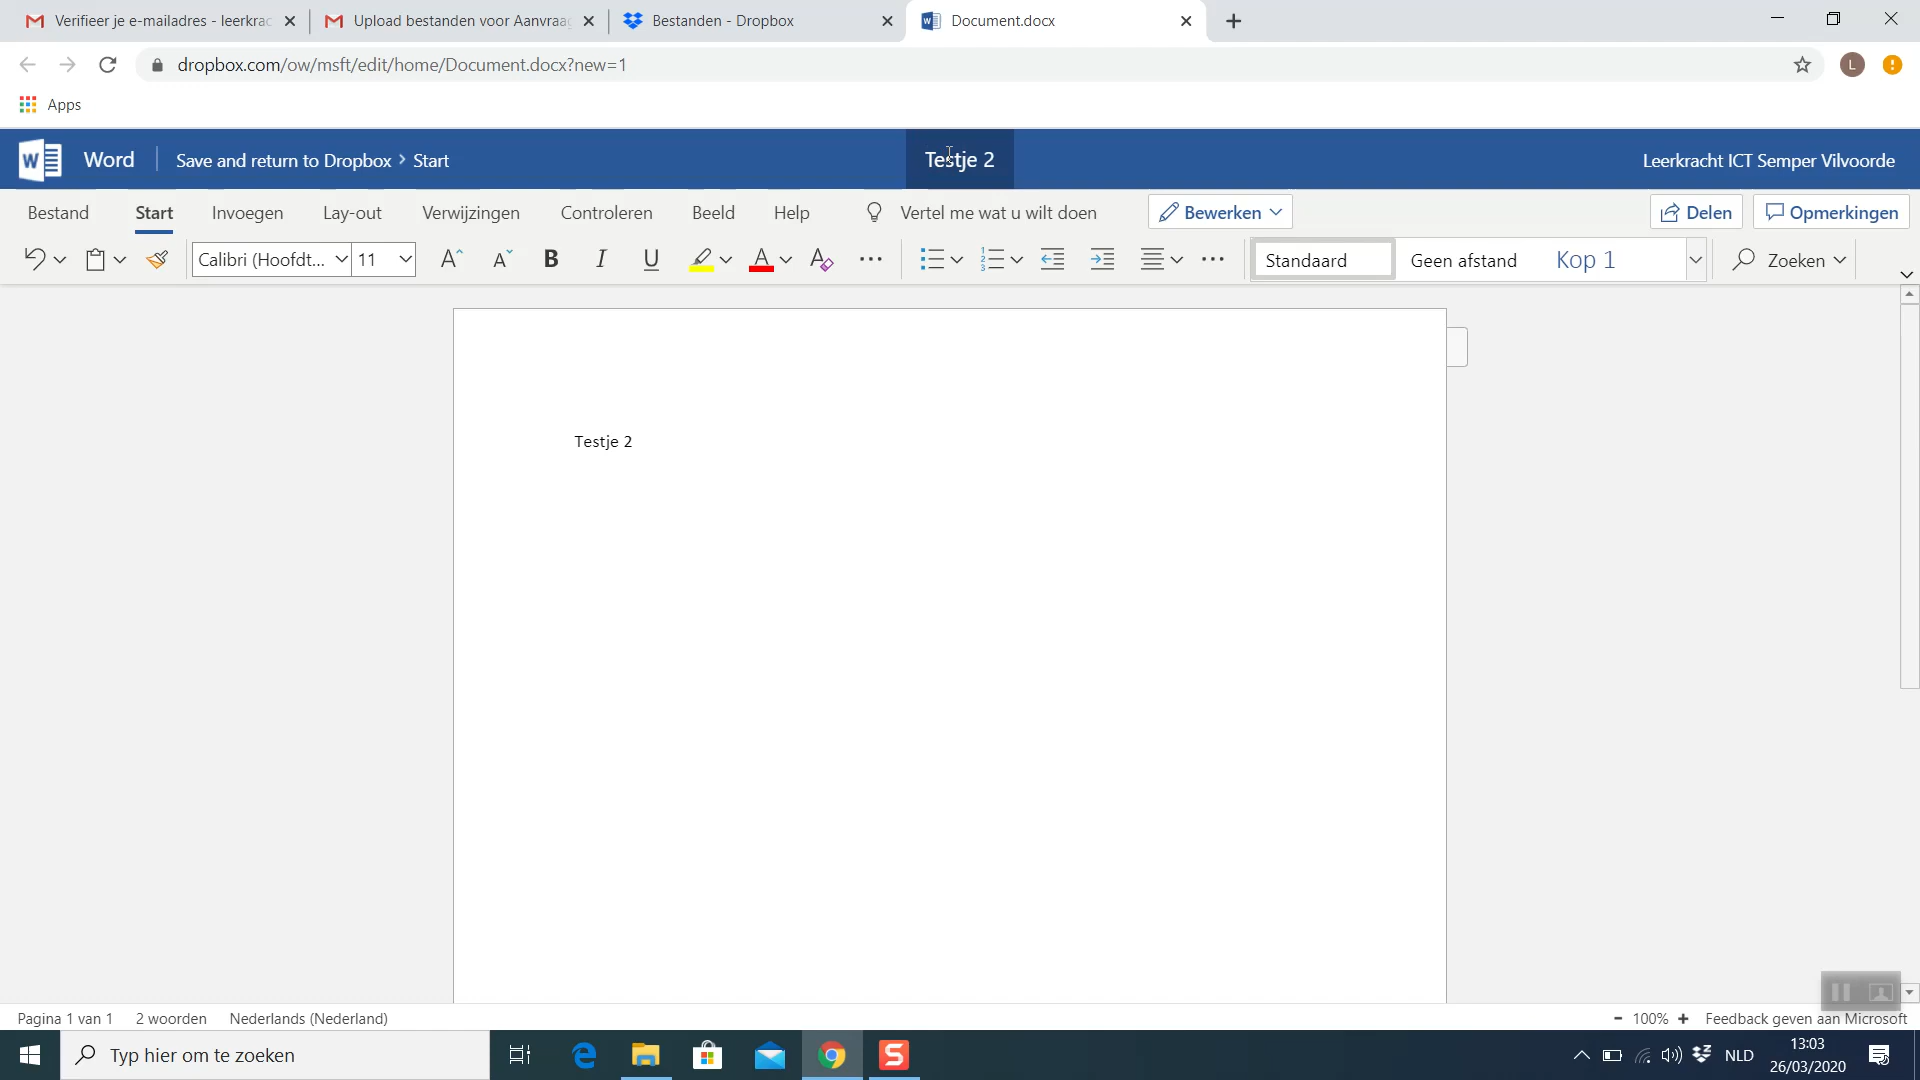 Verifieer je e-mailadres - leerkrac
Upload bestanden voor Aanvraag
Bestanden - Dropbox
Document.docx
dropbox.com/ow/msft/edit/home/Document.docx?new=1
L
Apps
Word
Save and return to Dropbox > Start
Testje 2
Leerkracht ICT Semper Vilvoorde
Bestand Start Invoegen Lay-out Verwijzingen Controleren Beeld Help Vertel me wat u wilt doen Bewerken Delen Opmerkingen
Calibri (Hoofdt... 11 B I U Standaard Geen afstand Kop 1 Zoeken
Testje 2
Pagina 1 van 1 2 woorden Nederlands (Nederland) - 100% + Feedback geven aan Microsoft
Typ hier om te zoeken
NLD
13:03
26/03/2020